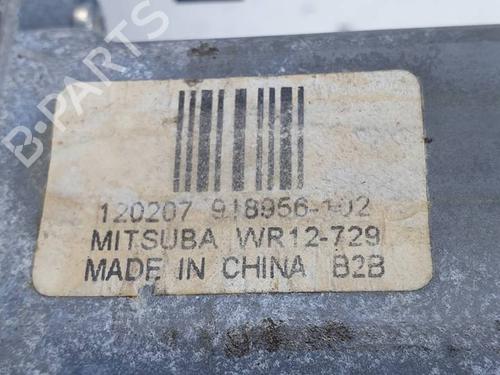 B-PARTS
120207 918956-102
MITSUBA WR12-729
MADE IN CHINA B2B